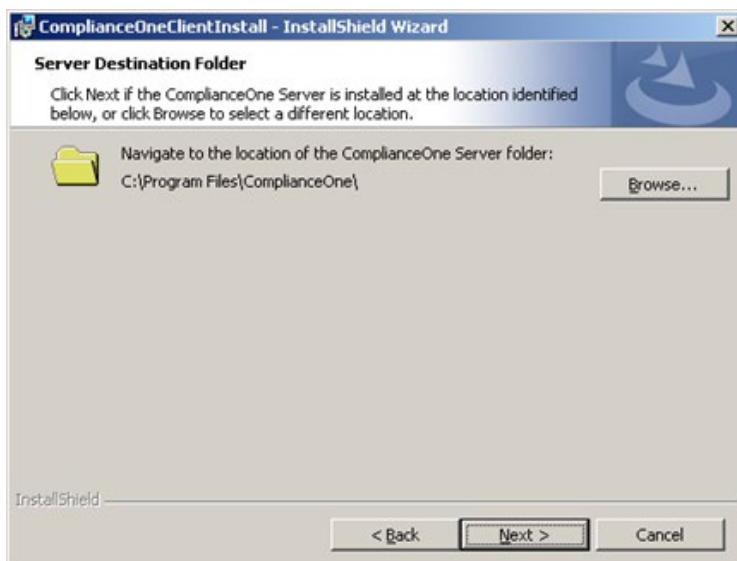 ComplianceOneClientInstall - InstallShield Wizard
Server Destination Folder
Click Next if the ComplianceOne Server is installed at the location identified
below, or click Browse to select a different location.
Navigate to the location of the ComplianceOne Server folder:
C:\Program Files\ComplianceOne\
Browse...
InstallShield
< Back
Next >
Cancel